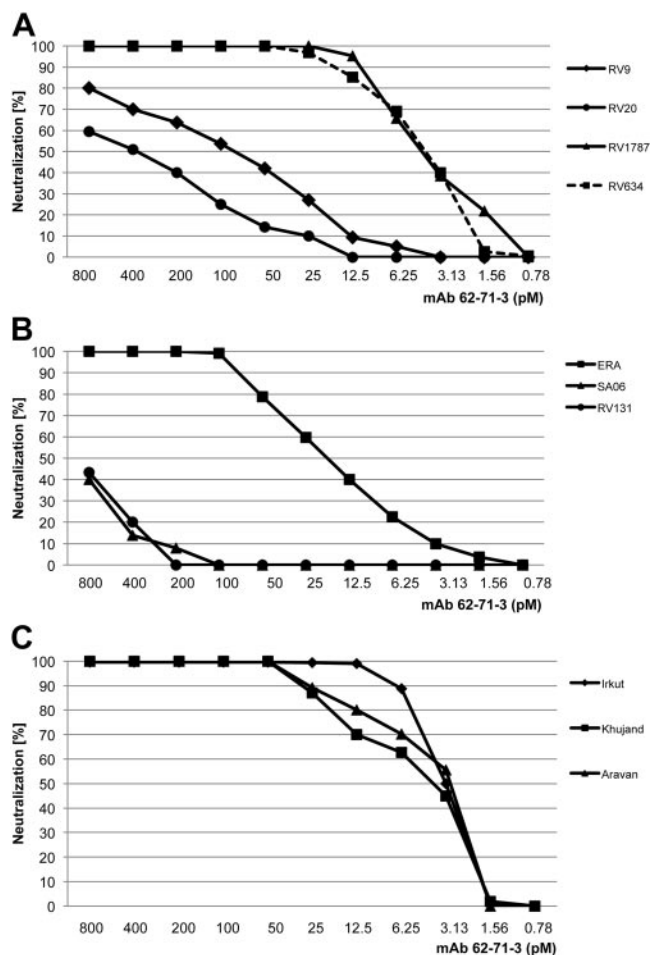 A
Neutralization [%]
100
90
80
70
60
50
40
30
20
10
0
800 400 200 100 50 25 12.5 6.25 3.13 1.56 0.78
mAb 62-71-3 (pM)
RV9
RV20
RV1787
RV634
B
Neutralization [%]
100
90
80
70
60
50
40
30
20
10
0
800 400 200 100 50 25 12.5 6.25 3.13 1.56 0.78
mAb 62-71-3 (pM)
ERA
SA06
RV131
C
Neutralization [%]
100
90
80
70
60
50
40
30
20
10
0
800 400 200 100 50 25 12.5 6.25 3.13 1.56 0.78
mAb 62-71-3 (pM)
Irkut
Khujand
Aravan